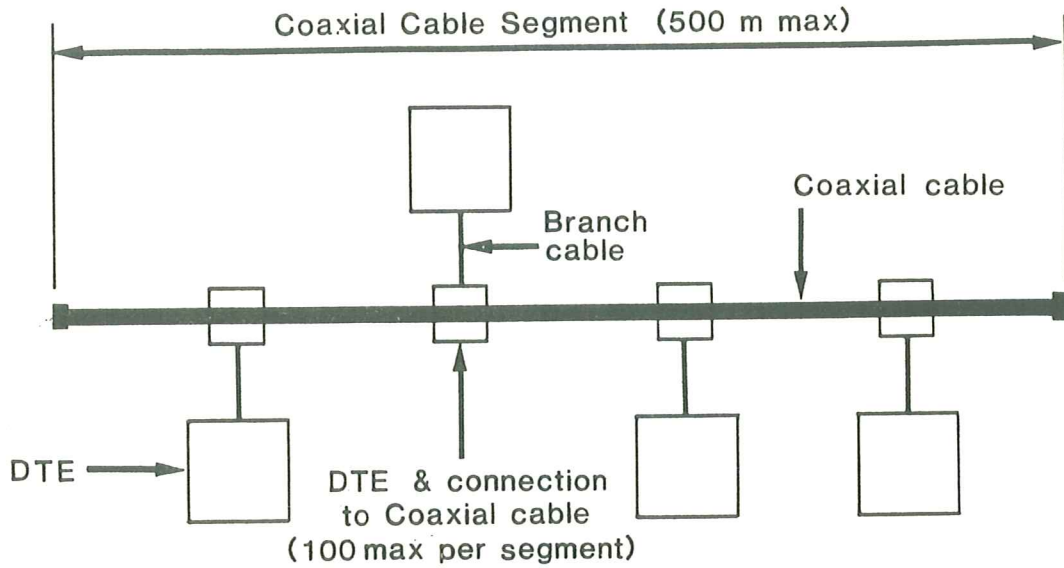 Coaxial Cable Segment (500 m max)
Coaxial cable
Branch
cable
DTE
DTE & connection
to Coaxial cable
(100 max per segment)